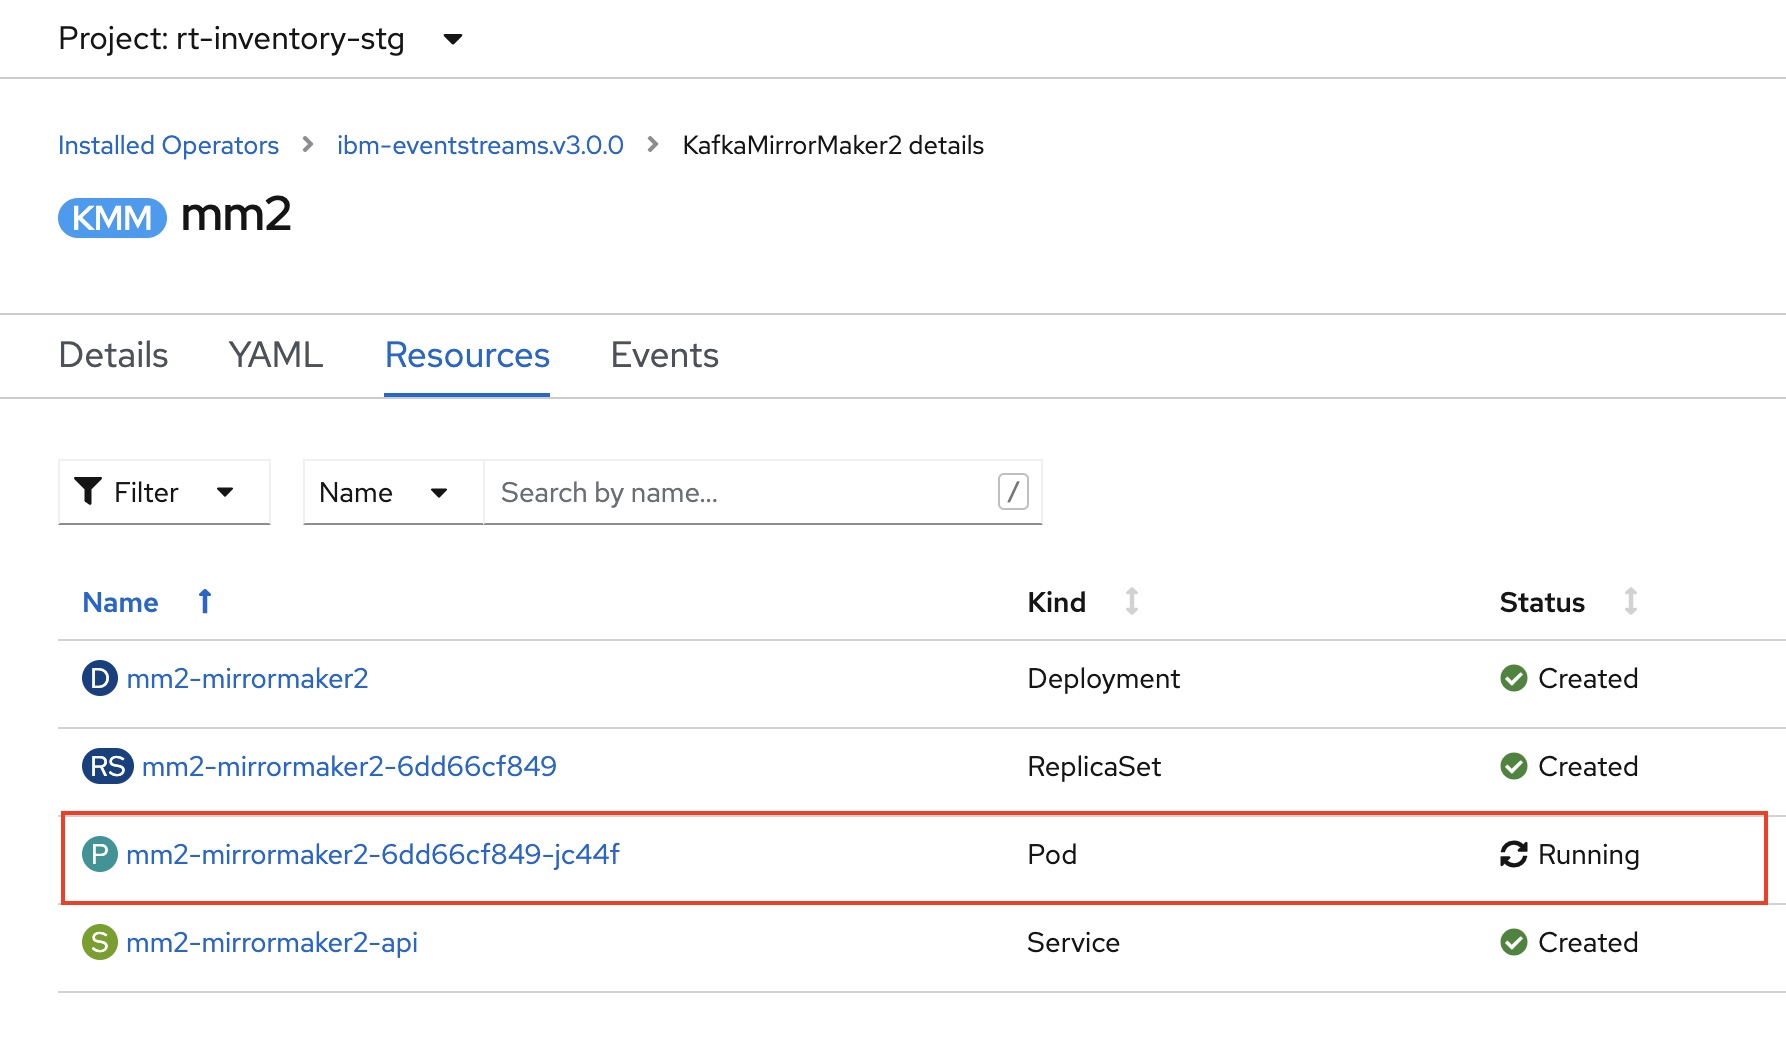 Project: rt-inventory-stg
Installed Operators > ibm-eventstreams.v3.0.0 > KafkaMirrorMaker2 details
KMM mm2
Details YAML Resources Events
Filter Name Search by name... /
Name Kind Status
D mm2-mirrormaker2 Deployment Created
RS mm2-mirrormaker2-6dd66cf849 ReplicaSet Created
P mm2-mirrormaker2-6dd66cf849-jc44f Pod Running
S mm2-mirrormaker2-api Service Created